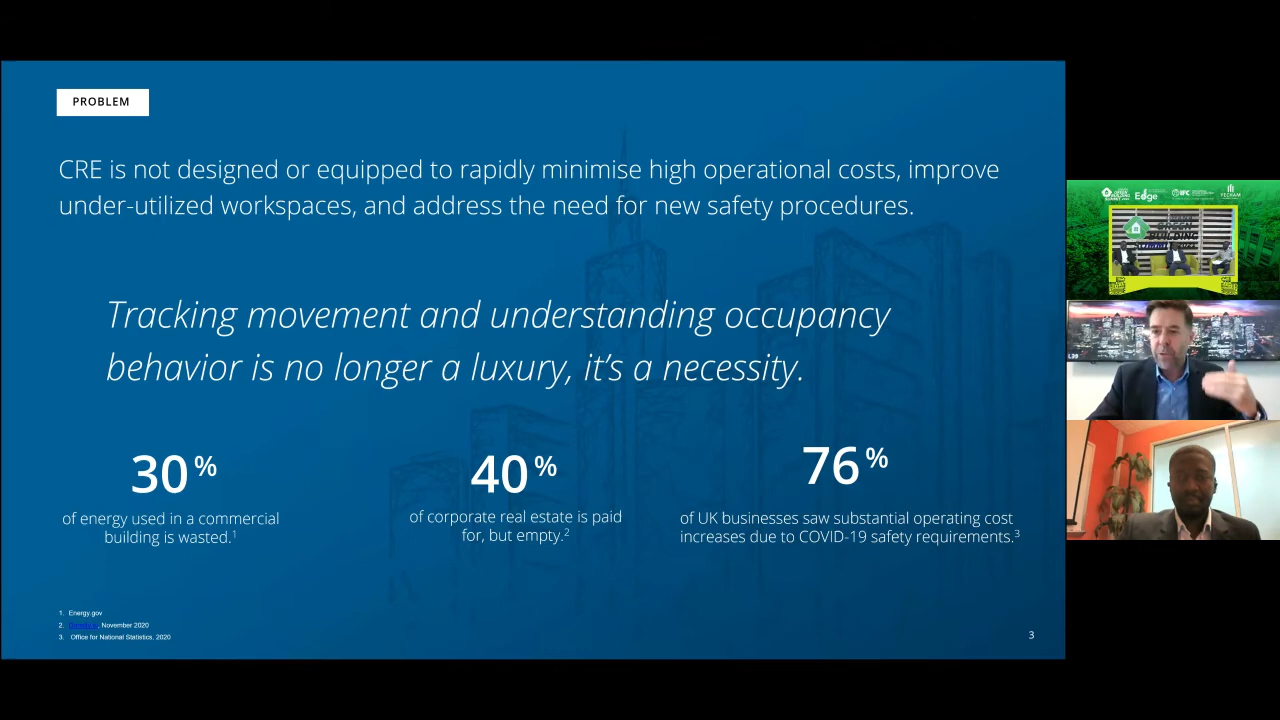 PROBLEM
CRE is not designed or equipped to rapidly minimise high operational costs, improve
under-utilized workspaces, and address the need for new safety procedures.
Tracking movement and understanding occupancy
behavior is no longer a luxury, it’s a necessity.
30%
of energy used in a commercial
building is wasted.1
40%
of corporate real estate is paid
for, but empty.2
76%
of UK businesses saw substantial operating cost
increases due to COVID-19 safety requirements.3
1. Energy.gov
2. , November 2020
3. Office for National Statistics, 2020
3
Edge
IFC
GREEN
BUILDING
SUMMIT